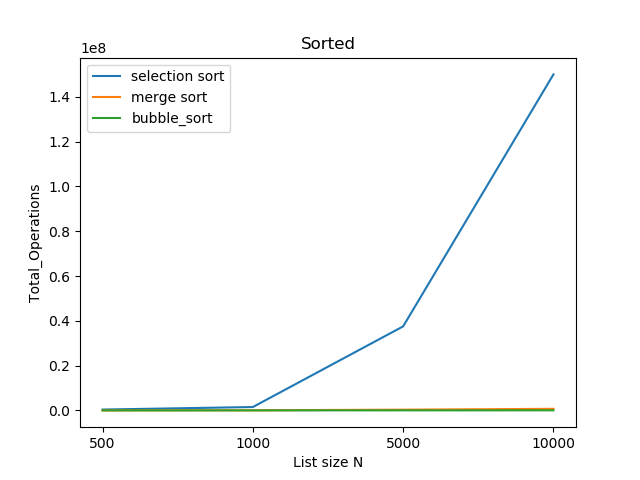 Sorted
1e8
selection sort
merge sort
bubble_sort
Total_Operations
1.4
1.2
1.0
0.8
0.6
0.4
0.2
0.0
500 1000 5000 10000
List size N